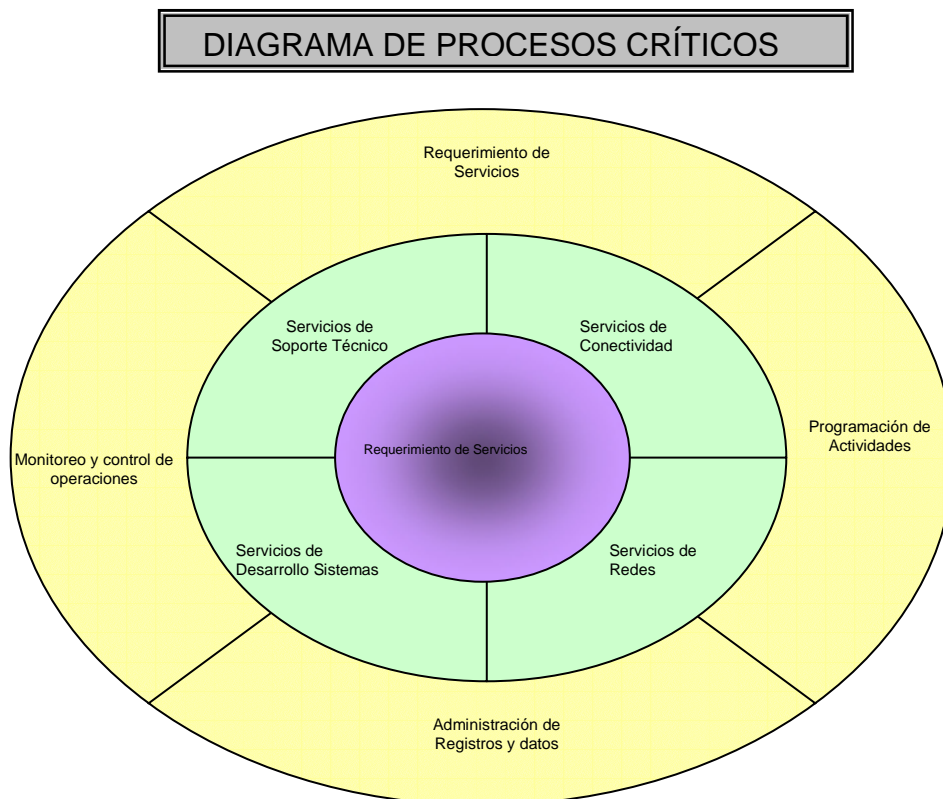 DIAGRAMA DE PROCESOS CRÍTICOS
Requerimiento de
Servicios
Servicios de
Soporte Técnico
Servicios de
Conectividad
Requerimiento de Servicios
Programación de
Actividades
Monitoreo y control de
operaciones
Servicios de
Desarrollo Sistemas
Servicios de
Redes
Administración de
Registros y datos